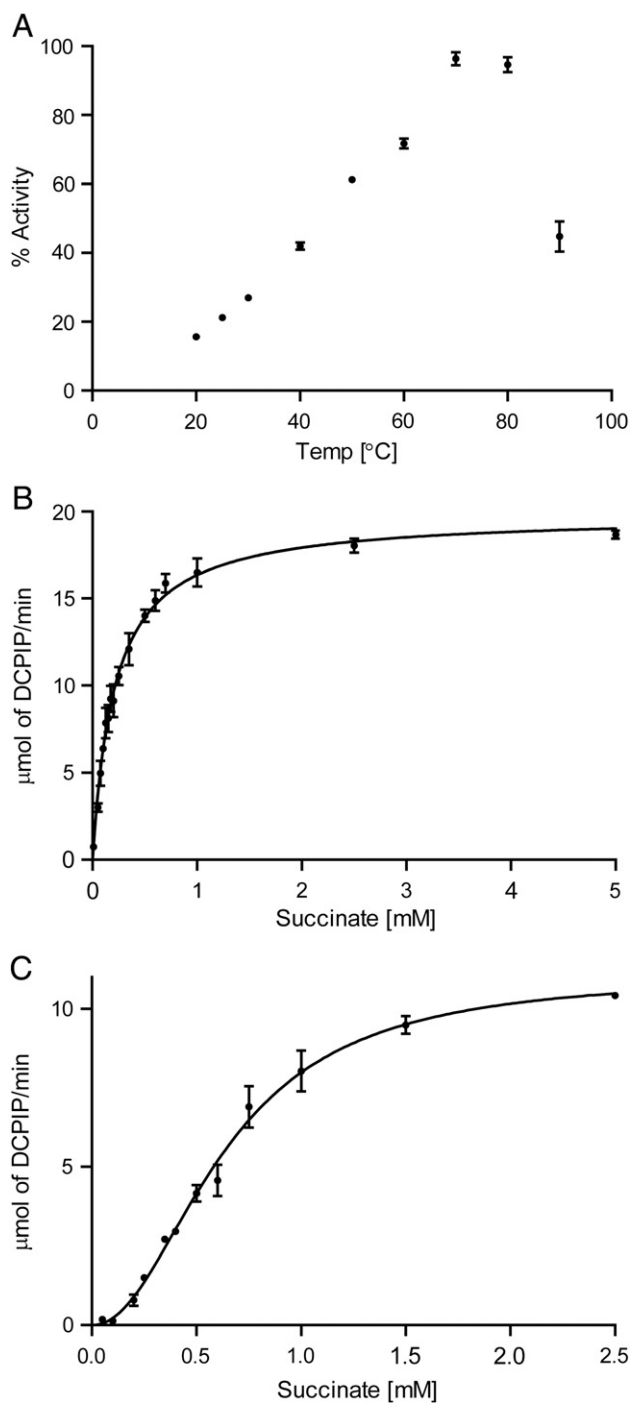 A
100
80
60
40
20
0
% Activity
0 20 40 60 80 100
Temp [°C]
B
20
15
10
5
0
μmol of DCPIP/min
0 1 2 3 4 5
Succinate [mM]
C
10
5
0
μmol of DCPIP/min
0.0 0.5 1.0 1.5 2.0 2.5
Succinate [mM]